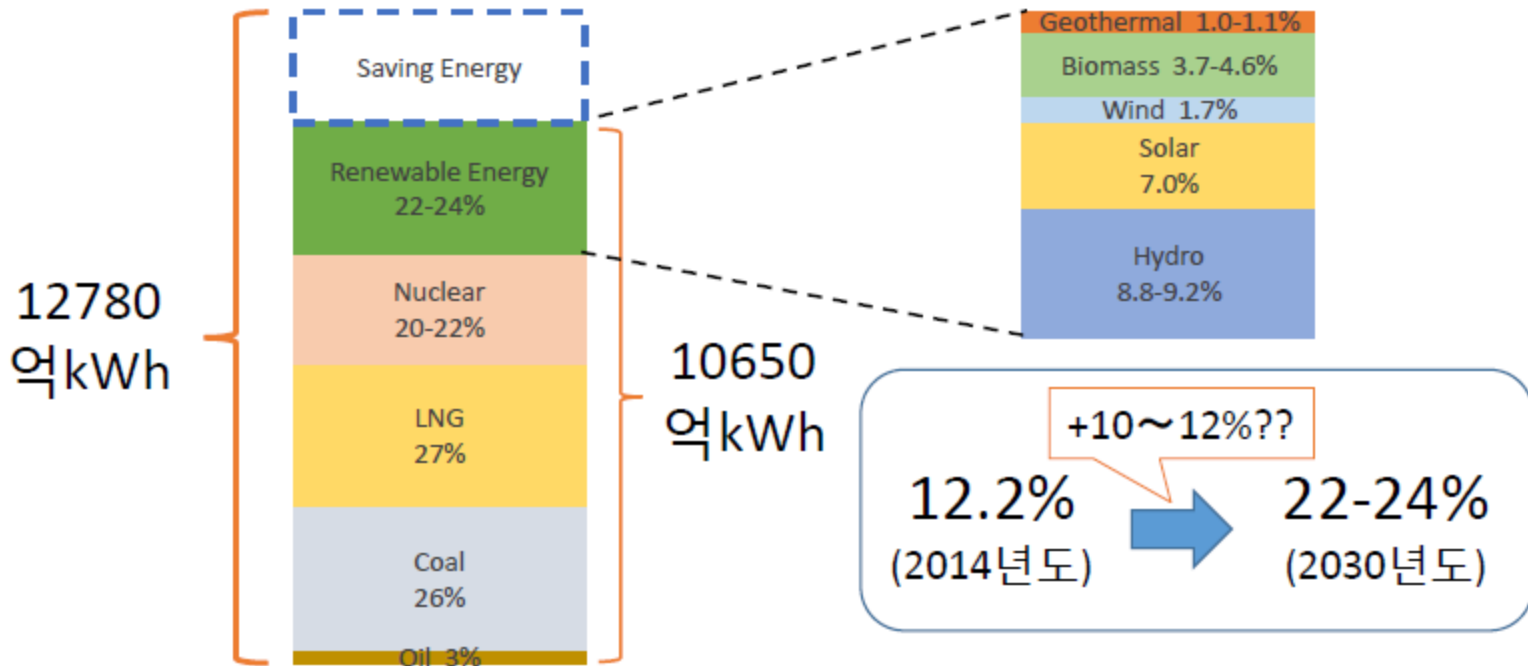 Saving Energy
Renewable Energy
22-24%
Nuclear
20-22%
LNG
27%
Coal
26%
Oil 3%
12780
억kWh
10650
억kWh
Geothermal 1.0-1.1%
Biomass 3.7-4.6%
Wind 1.7%
Solar
7.0%
Hydro
8.8-9.2%
+10～12%??
12.2%
(2014년도)
22-24%
(2030년도)